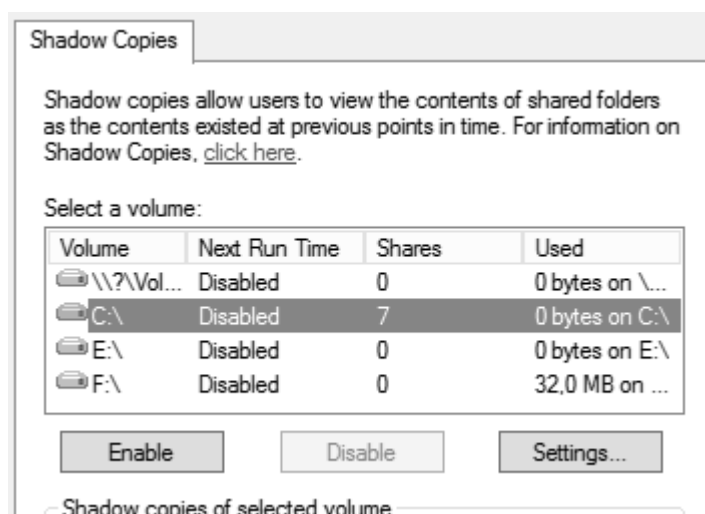 Shadow Copies
Shadow copies allow users to view the contents of shared folders
as the contents existed at previous points in time. For information on
Shadow Copies, click here.
Select a volume:
Volume Next Run Time Shares Used
\\?\Vol... Disabled 0 0 bytes on \...
C:\ Disabled 7 0 bytes on C:\
E:\ Disabled 0 0 bytes on E:\
F:\ Disabled 0 32,0 MB on ...
Enable Disable Settings...
Shadow copies of selected volume